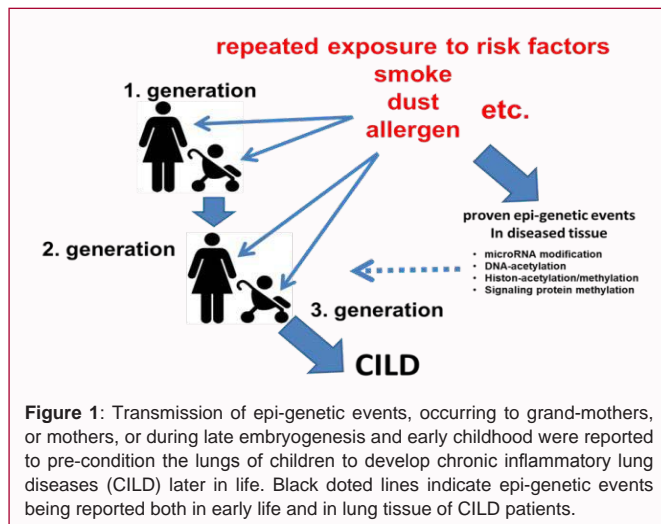 repeated exposure to risk factors
smoke
dust
allergen
etc.
1. generation
proven epi-genetic events
In diseased tissue
• microRNA modification
• DNA-acetylation
• Histon-acetylation/methylation
• Signaling protein methylation
2. generation
3. generation
CILD
Figure 1: Transmission of epi-genetic events, occurring to grand-mothers,
or mothers, or during late embryogenesis and early childhood were reported
to pre-condition the lungs of children to develop chronic inflammatory lung
diseases (CILD) later in life. Black doted lines indicate epi-genetic events
being reported both in early life and in lung tissue of CILD patients.